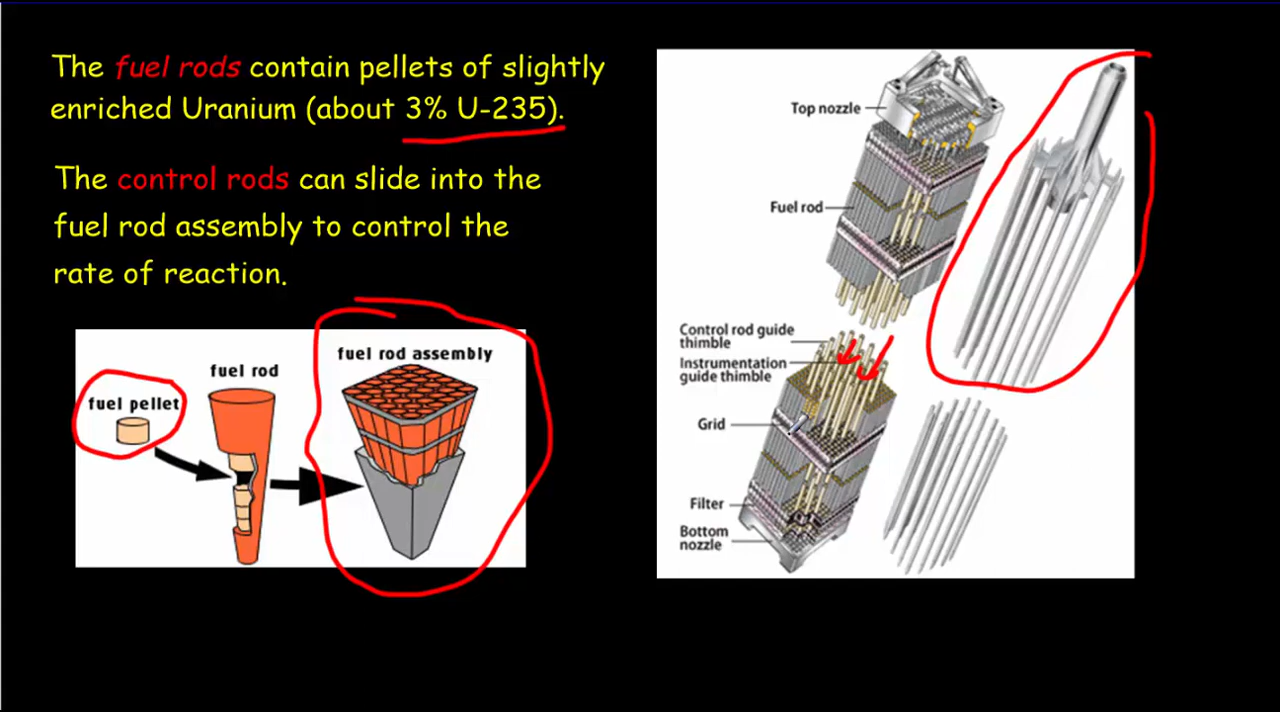 The fuel rods contain pellets of slightly
enriched Uranium (about 3% U-235).
The control rods can slide into the
fuel rod assembly to control the
rate of reaction.
fuel pellet
fuel rod
fuel rod assembly
Top nozzle
Fuel rod
Control rod guide
thimble
Instrumentation
guide thimble
Grid
Filter
Bottom
nozzle